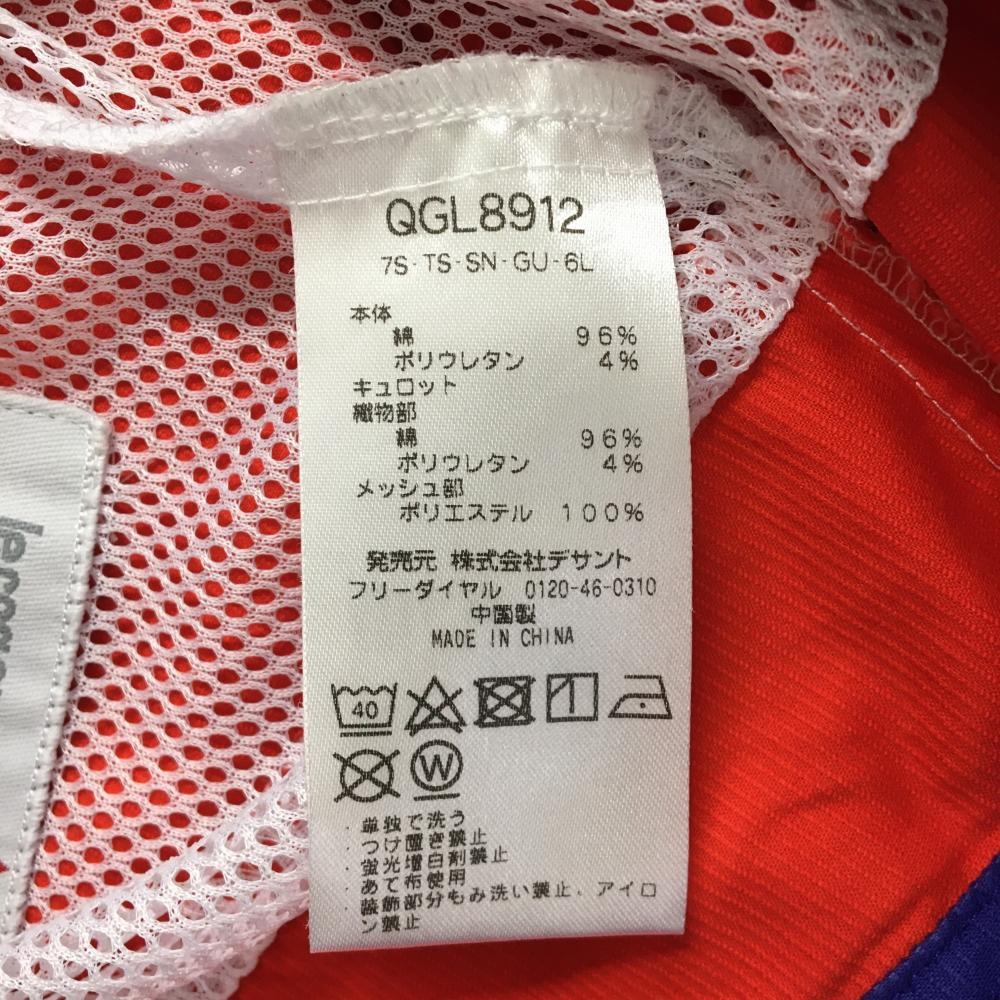 QGL8912
7S-TS-SN-GU-6L
本体
綿 96%
ポリウレタン 4%
キュロット
織物部
綿 96%
ポリウレタン 4%
メッシュ部
ポリエステル 100%
発売元 株式会社デサント
フリーダイヤル 0120-46-0310
中国製
MADE IN CHINA
40
W
・単独で洗う
・つけ置き禁止
・蛍光増白剤禁止
・あて布使用
・装飾部分もみ洗い禁止、アイロ
ン禁止